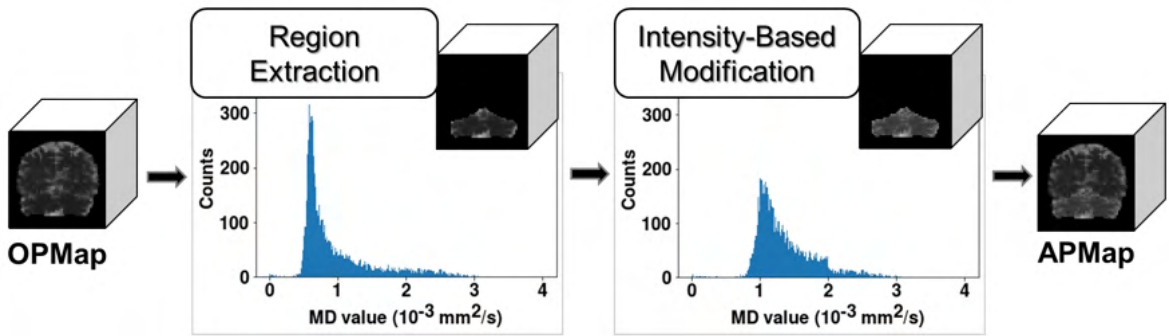 Region
Extraction
Intensity-Based
Modification
OPMap
300
200
100
0
Counts
0 1 2 3 4
MD value (10⁻³ mm²/s)
300
200
100
0
Counts
0 1 2 3 4
MD value (10⁻³ mm²/s)
APMap